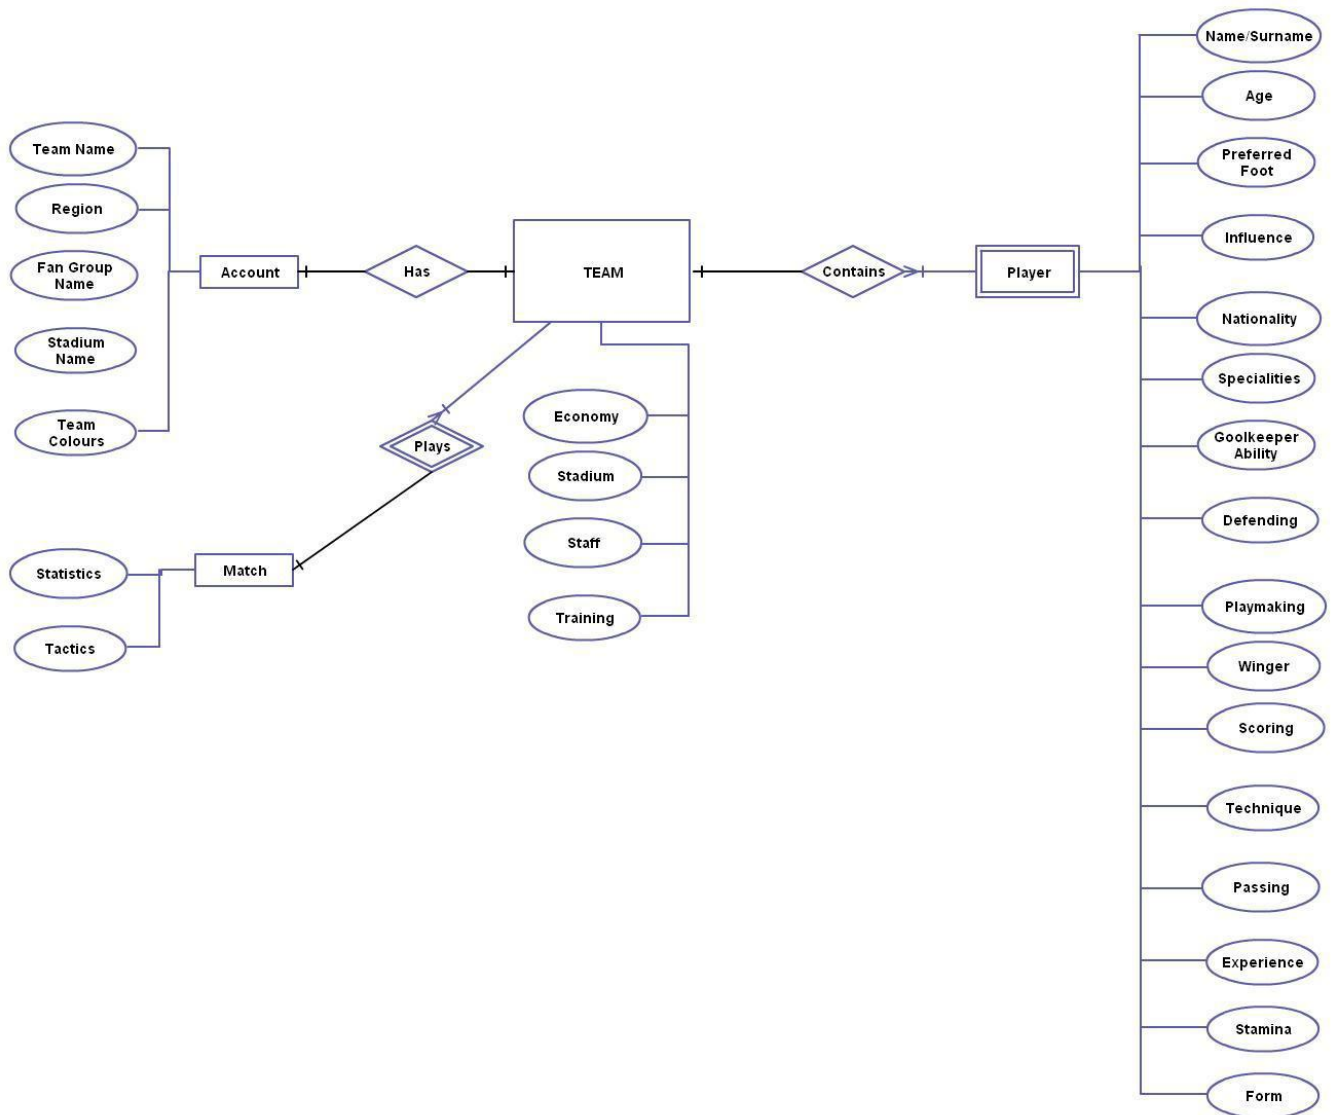 Name/Surname
Age
Preferred
Foot
Influence
Nationality
Specialities
Goolkeeper
Ability
Defending
Playmaking
Winger
Scoring
Technique
Passing
Experience
Stamina
Form
Team Name
Region
Fan Group
Name
Stadium
Name
Team
Colours
Account
Has
TEAM
Contains
Player
Plays
Economy
Stadium
Staff
Training
Match
Statistics
Tactics